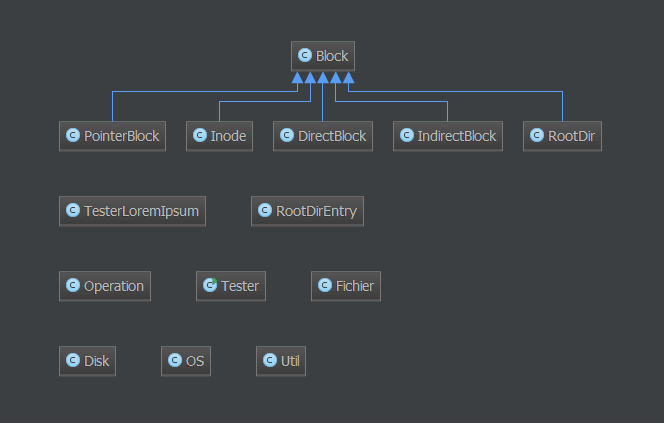 Block
PointerBlock Inode DirectBlock IndirectBlock RootDir
TesterLoremIpsum RootDirEntry
Operation Tester Fichier
Disk OS Util